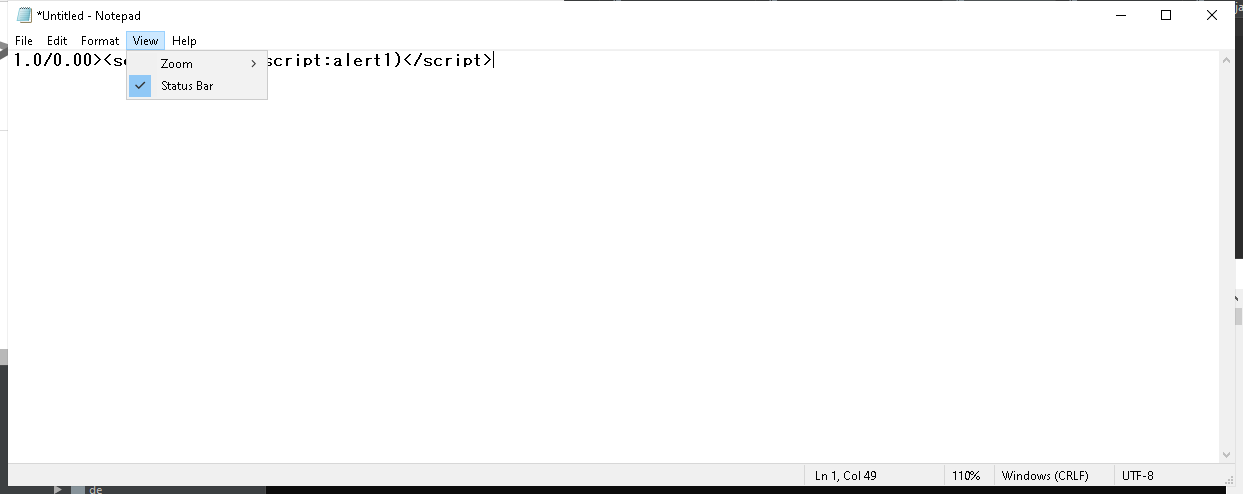 *Untitled - Notepad
File Edit Format View Help
1.0/0.00><s script:alert1)</script>
Zoom
Status Bar
Ln 1, Col 49 110% Windows (CRLF) UTF-8
de